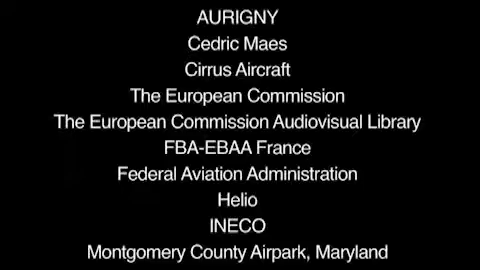 AURIGNY
Cedric Maes
Cirrus Aircraft
The European Commission
The European Commission Audiovisual Library
FBA-EBAA France
Federal Aviation Administration
Helio
INECO
Montgomery County Airpark, Maryland